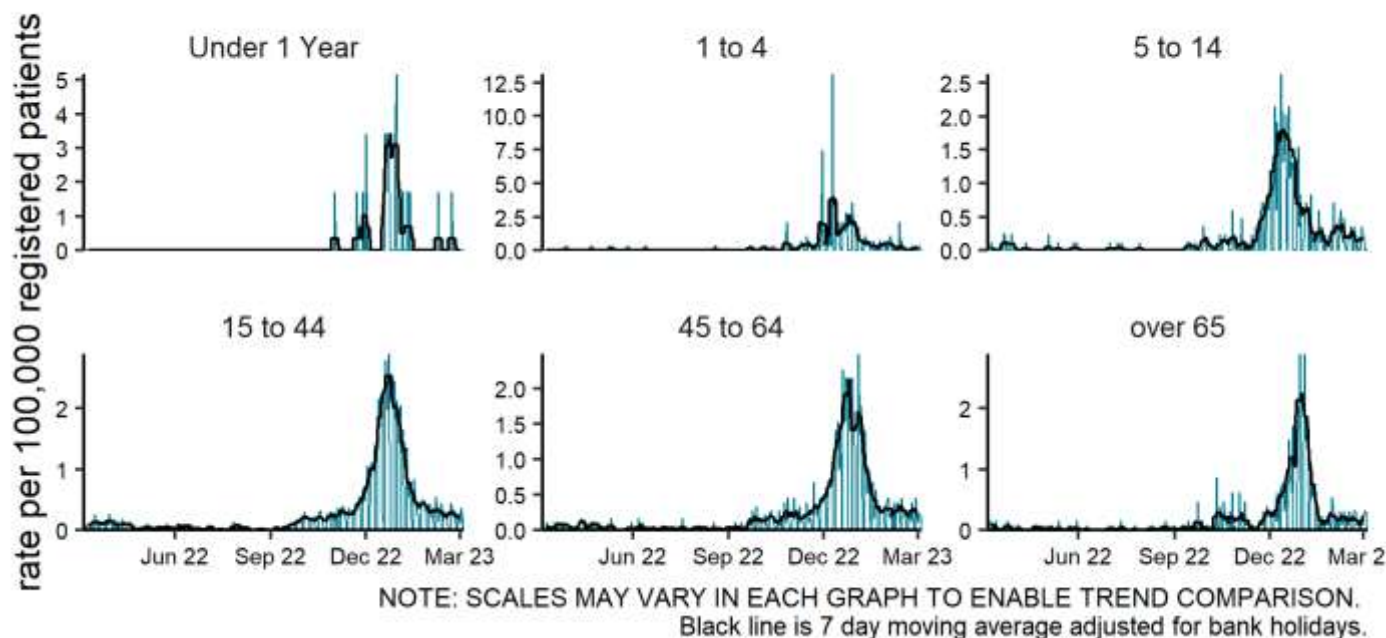 rate per 100,000 registered patients
Under 1 Year
5
4
3
2
1
0
1 to 4
12.5
10.0
7.5
5.0
2.5
0.0
5 to 14
2.5
2.0
1.5
1.0
0.5
0.0
15 to 44
2
1
0
Jun 22 Sep 22 Dec 22 Mar 23
45 to 64
2.0
1.5
1.0
0.5
0.0
Jun 22 Sep 22 Dec 22 Mar 23
over 65
2
1
0
Jun 22 Sep 22 Dec 22 Mar 2
NOTE: SCALES MAY VARY IN EACH GRAPH TO ENABLE TREND COMPARISON.
Black line is 7 day moving average adjusted for bank holidays.